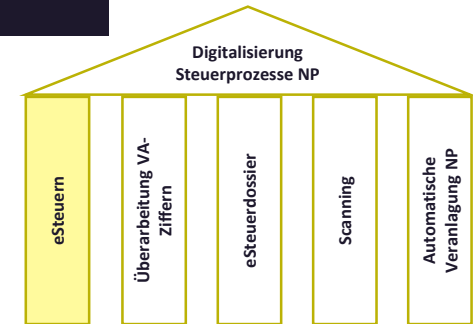 Digitalisierung
Steuerprozesse NP
eSteuern
Überarbeitung VA-
Ziffern
eSteuerdossier
Scanning
Automatische
Veranlagung NP